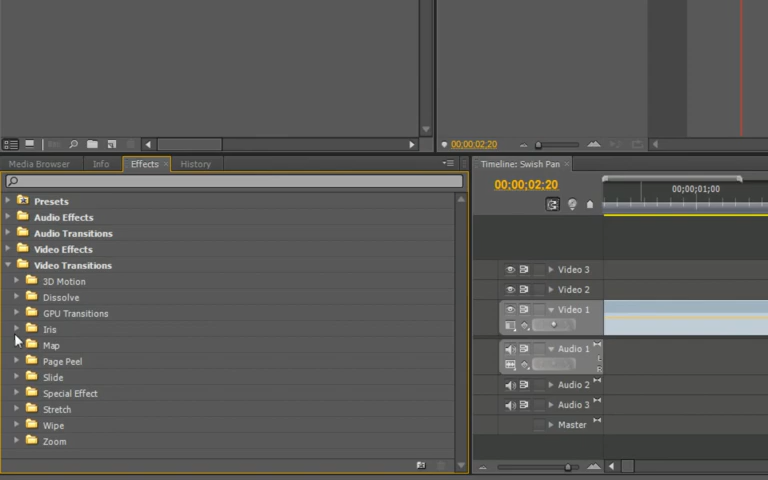 00;00;02;20
Media Browser Info Effects × History
Timeline: Swish Pan ×
00;00;02;20
00;00;01;00
Presets
Audio Effects
Audio Transitions
Video Effects
Video Transitions
3D Motion
Dissolve
GPU Transitions
Iris
Map
Page Peel
Slide
Special Effect
Stretch
Wipe
Zoom
Video 3
Video 2
Video 1
Audio 1
Audio 2
Audio 3
Master